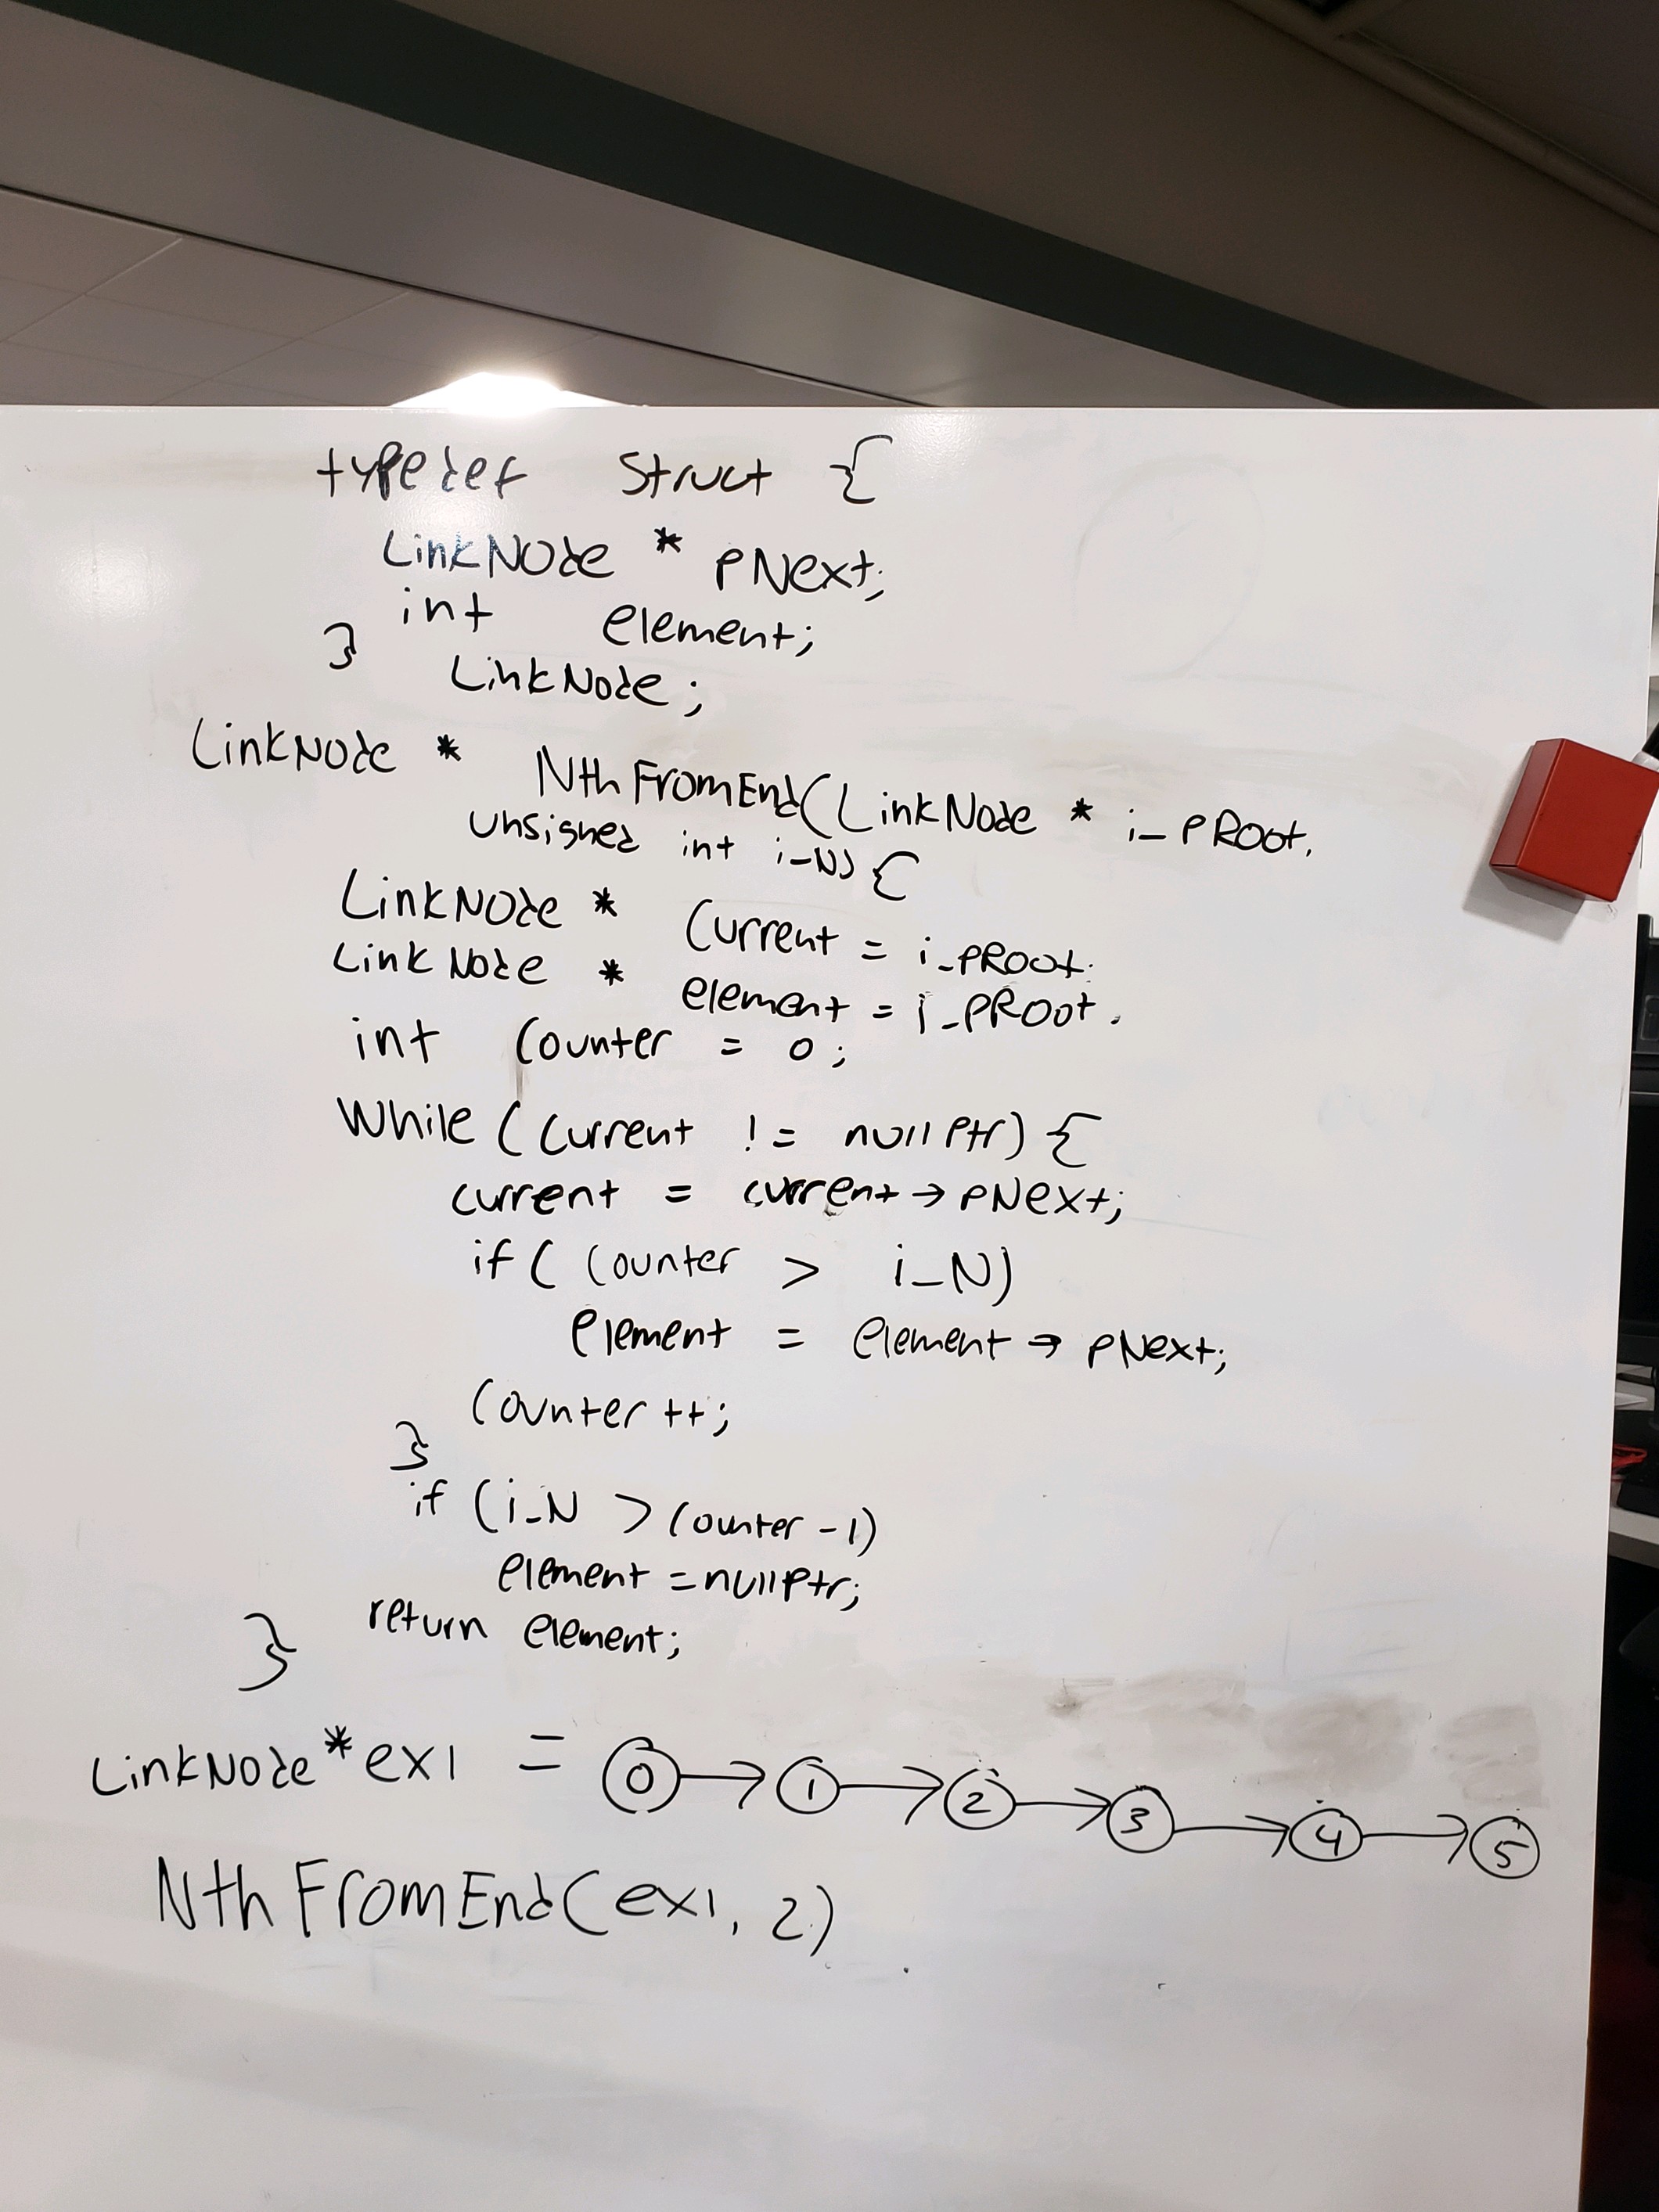 typedef struct {
LinkNode * pNext;
int element;
} LinkNode;
LinkNode * NthFromEnd(LinkNode * i_pRoot,
unsigned int i_N) {
LinkNode * current = i_pRoot;
LinkNode * element = i_pRoot;
int counter = 0;
while (current != nullptr) {
current = current → pNext;
if ( counter > i_N)
element = element → pNext;
counter ++;
}
if (i_N > counter - 1)
element = nullptr;
return element;
}
LinkNode * ex1 = 0 → 1 → 2 → 3 → 4 → 5
NthFromEnd(ex1, 2)